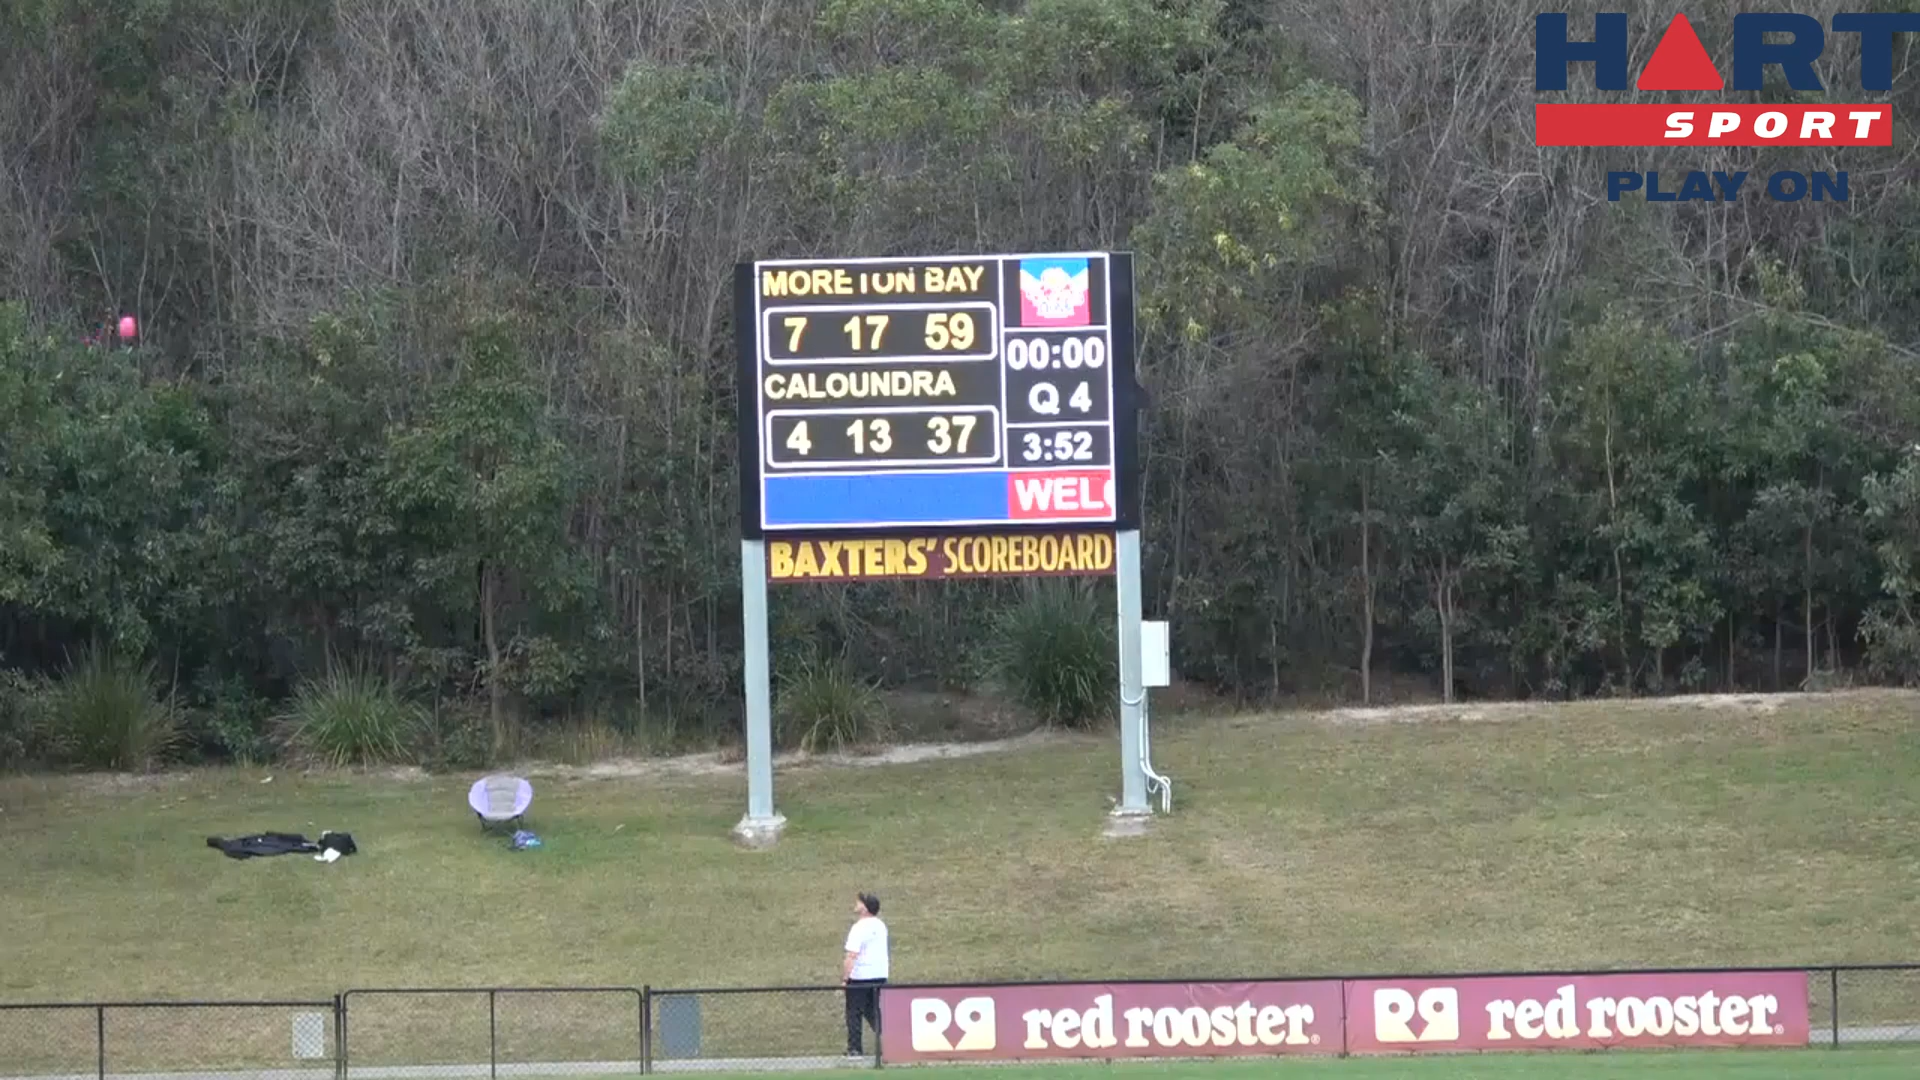 HART
SPORT
PLAY ON
MORETON BAY
7 17 59
00:00
CALOUNDRA
Q 4
4 13 37
3:52
WEL
BAXTERS' SCOREBOARD
red rooster
red rooster